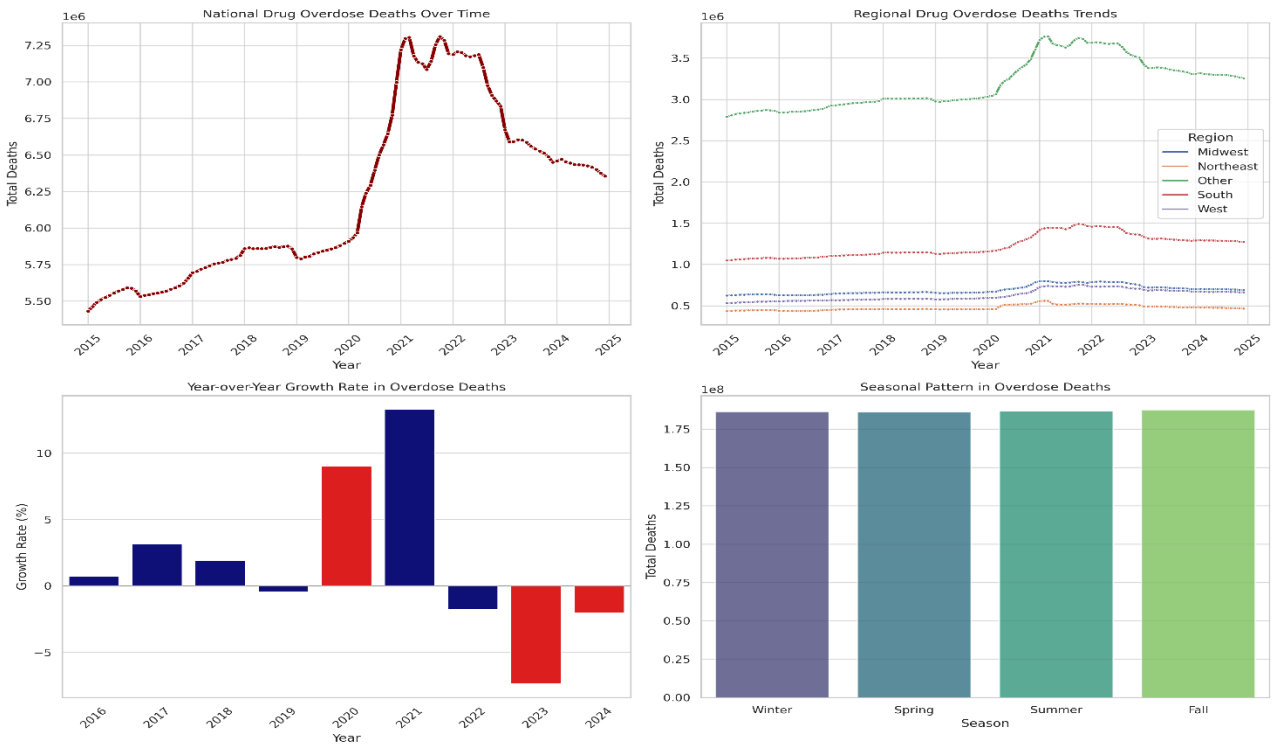 National Drug Overdose Deaths Over Time
1e6
7.25
7.00
6.75
6.50
6.25
6.00
5.75
5.50
Total Deaths
2015 2016 2017 2018 2019 2020 2021 2022 2023 2024 2025
Year
Regional Drug Overdose Deaths Trends
1e6
3.5
3.0
2.5
2.0
1.5
1.0
0.5
Total Deaths
Region
Midwest
Northeast
Other
South
West
2015 2016 2017 2018 2019 2020 2021 2022 2023 2024 2025
Year
Year-over-Year Growth Rate in Overdose Deaths
10
5
0
−5
Growth Rate (%)
2016 2017 2018 2019 2020 2021 2022 2023 2024
Year
Seasonal Pattern in Overdose Deaths
1e8
1.75
1.50
1.25
1.00
0.75
0.50
0.25
0.00
Total Deaths
Winter Spring Summer Fall
Season